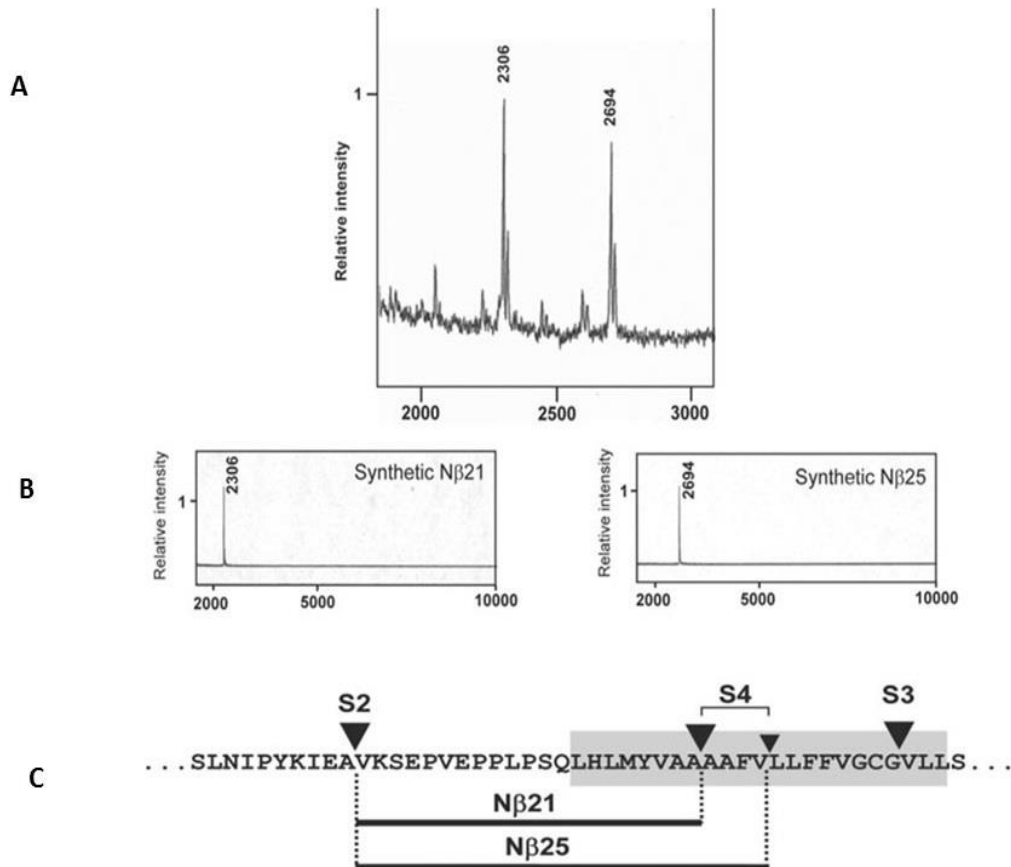 A
Relative intensity
1
2306
2694
2000 2500 3000
B
Relative intensity
1
2306
Synthetic Nβ21
2000 5000 10000
Relative intensity
1
2694
Synthetic Nβ25
2000 5000 10000
C
S2 S4 S3
...SLNIPYKIEAVKSEPVEPPLPSQLHLMYVAAAAFVLLFFVGCGVLLS...
Nβ21
Nβ25